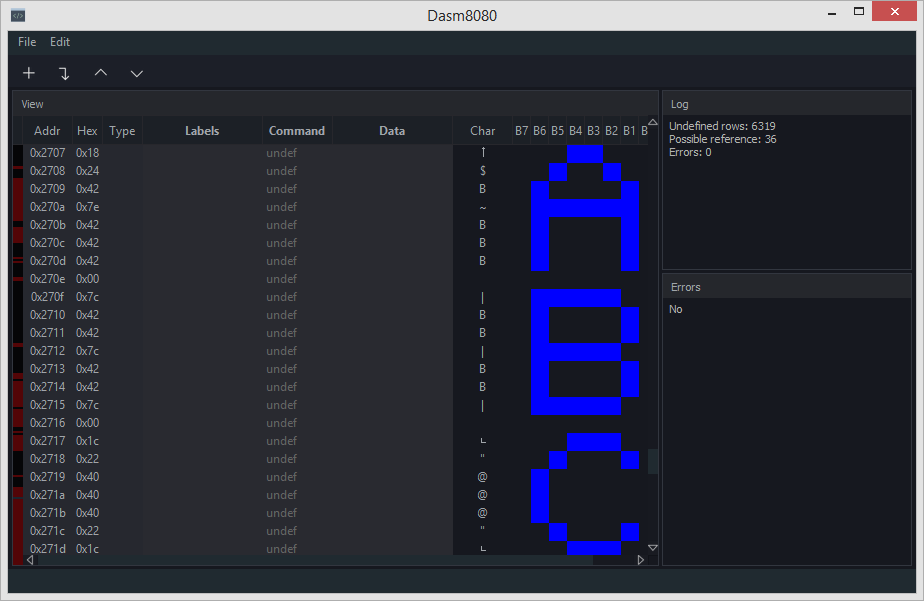 Dasm8080
File Edit
View
Addr Hex Type Labels Command Data Char B7 B6 B5 B4 B3 B2 B1 B
0x2707 0x18 undef ↑
0x2708 0x24 undef $
0x2709 0x42 undef B
0x270a 0x7e undef ~
0x270b 0x42 undef B
0x270c 0x42 undef B
0x270d 0x42 undef B
0x270e 0x00 undef
0x270f 0x7c undef |
0x2710 0x42 undef B
0x2711 0x42 undef B
0x2712 0x7c undef |
0x2713 0x42 undef B
0x2714 0x42 undef B
0x2715 0x7c undef |
0x2716 0x00 undef
0x2717 0x1c undef ∟
0x2718 0x22 undef "
0x2719 0x40 undef @
0x271a 0x40 undef @
0x271b 0x40 undef @
0x271c 0x22 undef "
0x271d 0x1c undef ∟
Log
Undefined rows: 6319
Possible reference: 36
Errors: 0
Errors
No